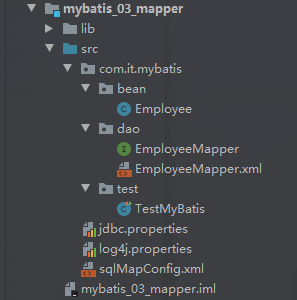 mybatis_03_mapper
lib
src
com.it.mybatis
bean
Employee
dao
EmployeeMapper
EmployeeMapper.xml
test
TestMyBatis
jdbc.properties
log4j.properties
sqlMapConfig.xml
mybatis_03_mapper.iml